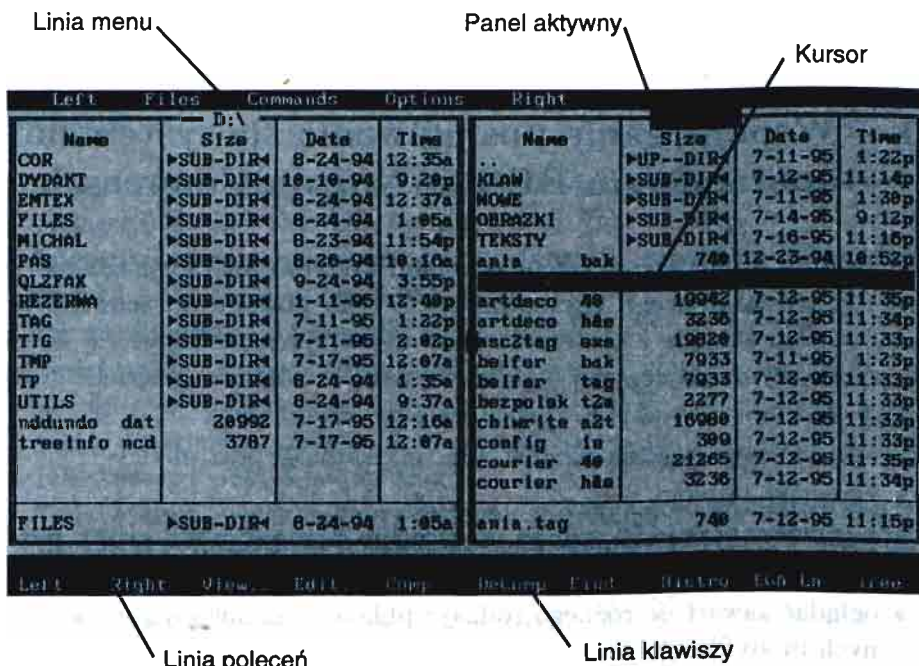 Linia menu
Panel aktywny
Kursor
Left Files Commands Options Right
D:\
Name Size Date Time Name Size Date Time
COR ►SUB-DIR◄ 8-24-94 12:35a .. ►UP--DIR◄ 7-11-95 1:22p
DYDAKT ►SUB-DIR◄ 10-10-94 9:20p KLAW ►SUB-DIR◄ 7-12-95 11:14p
EMTEX ►SUB-DIR◄ 8-24-94 12:37a NOWE ►SUB-DIR◄ 7-11-95 1:30p
FILES ►SUB-DIR◄ 8-24-94 1:05a OBRAZKI ►SUB-DIR◄ 7-14-95 9:12p
MICHAL ►SUB-DIR◄ 8-23-94 11:54p TEKSTY ►SUB-DIR◄ 7-16-95 11:16p
PAS ►SUB-DIR◄ 8-26-94 10:16a ania bak 740 12-23-94 10:52p
QLZFAX ►SUB-DIR◄ 9-24-94 3:55p
REZERWA ►SUB-DIR◄ 1-11-95 12:40p artdeco 40 19942 7-12-95 11:35p
TAG ►SUB-DIR◄ 7-11-95 1:22p artdeco h&e 3236 7-12-95 11:34p
TIG ►SUB-DIR◄ 7-11-95 2:02p asc2tag exe 19820 7-12-95 11:33p
TMP ►SUB-DIR◄ 7-17-95 12:07a belfer bak 7933 7-11-95 1:23p
TP ►SUB-DIR◄ 8-24-94 1:35a belfer tag 7933 7-12-95 11:33p
UTILS ►SUB-DIR◄ 8-24-94 9:37a bezpolsk t2a 2277 7-12-95 11:33p
nddundo dat 20992 7-17-95 12:16a chiwrite a2t 16980 7-12-95 11:33p
treeinfo ncd 3787 7-17-95 12:07a config 309 7-12-95 11:33p
courier 40 21265 7-12-95 11:35p
courier h&e 3236 7-12-95 11:34p
FILES ►SUB-DIR◄ 8-24-94 1:05a ania.tag 740 7-12-95 11:15p
Left Right View Edit Comp Decomp Find Histry EGA Ln Tree
Linia poleceń
Linia klawiszy